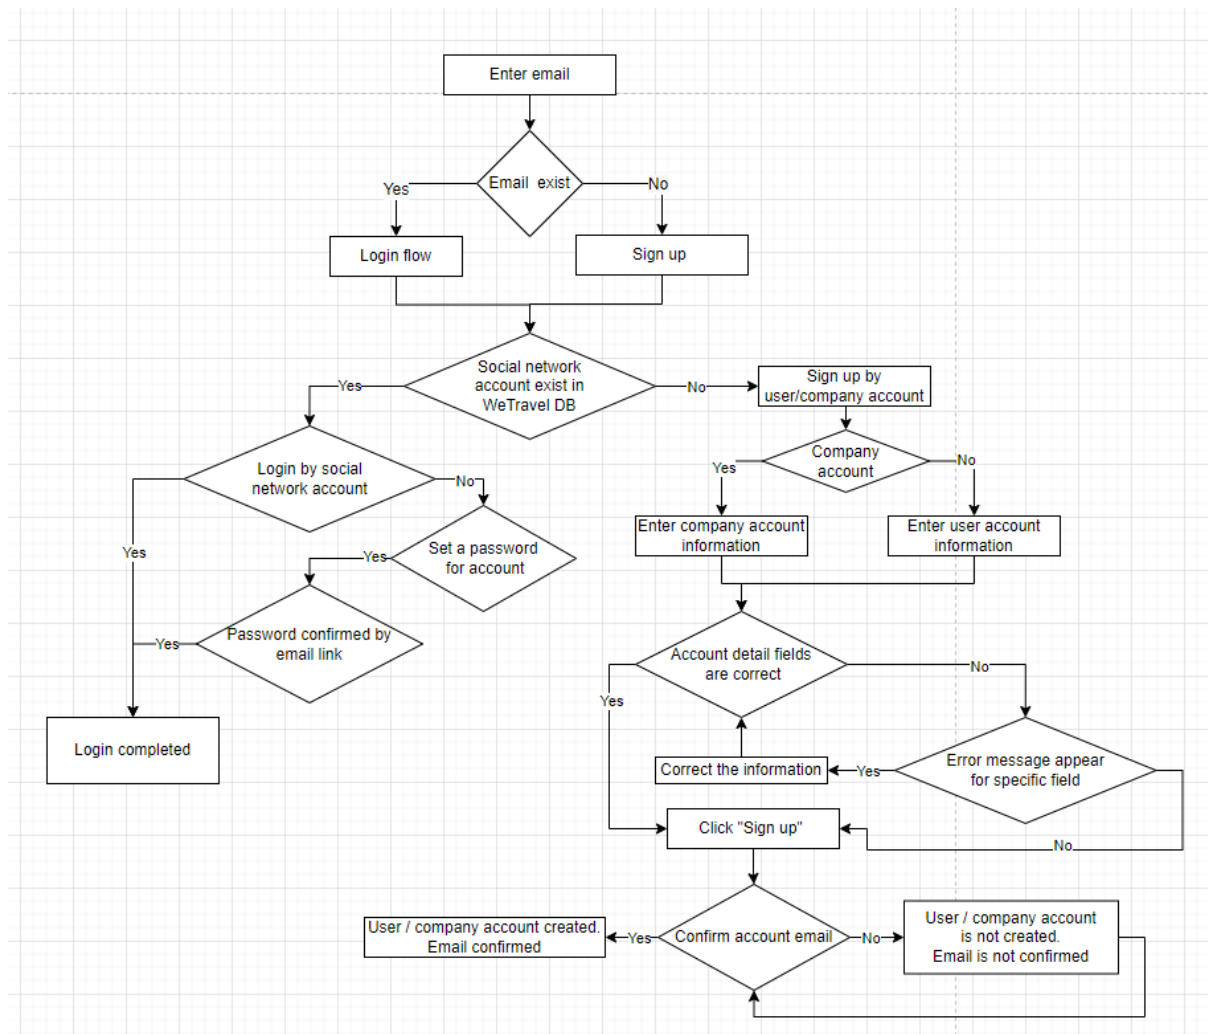 Enter email
Email  exist
Yes
No
Login flow
Sign up
Social network
account exist in
WeTravel DB
Yes
No
Sign up by
user/company account
Login by social
network account
No
Company
account
Yes
No
Enter company account
information
Enter user account
information
Set a password
for account
Yes
Yes
Password confirmed by
email link
Yes
Login completed
Account detail fields
are correct
No
Yes
Error message appear
for specific field
Yes
Correct the information
No
Click "Sign up"
Confirm account email
Yes
No
User / company account created.
Email confirmed
User / company account
is not created.
Email is not confirmed